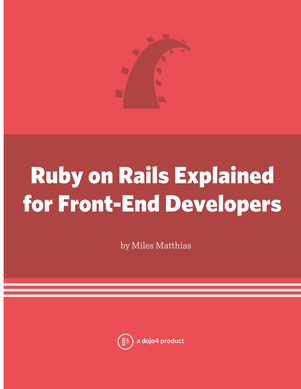 Ruby on Rails Explained
for Front-End Developers
by Miles Matthias
a dojo4 product